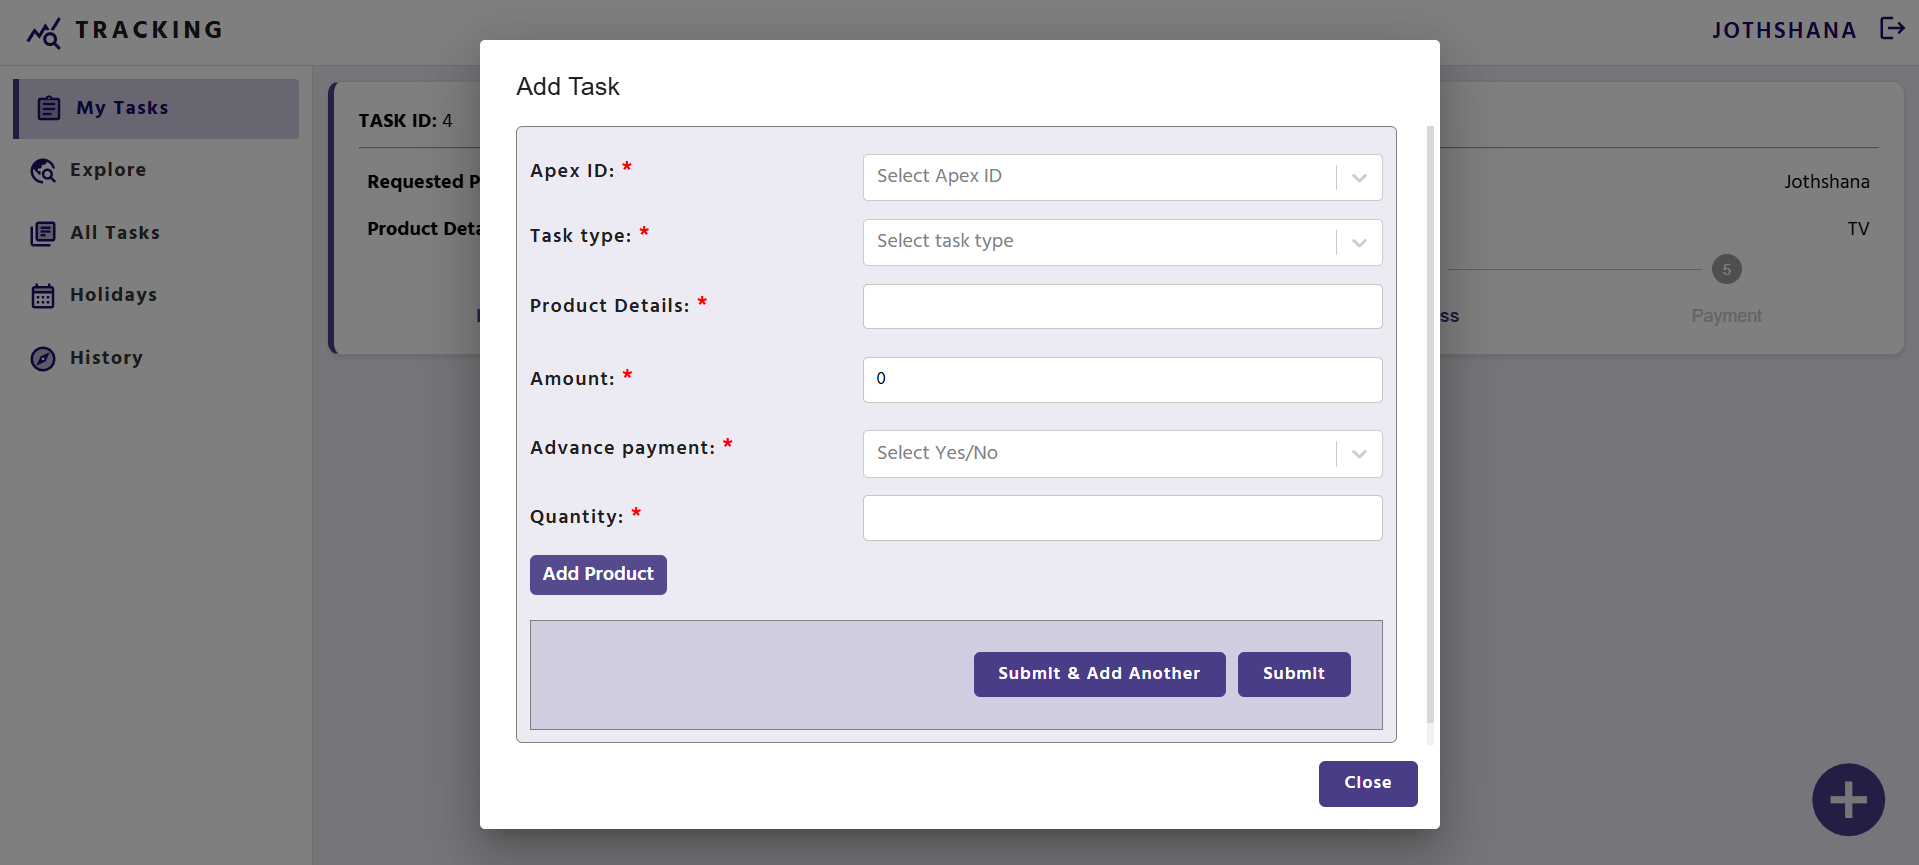 TRACKING
JOTHSHANA
My Tasks
Explore
All Tasks
Holidays
History
TASK ID: 4
Requested P
Jothshana
Product Deta
TV
5
ss
Payment
Add Task
Apex ID: *
Select Apex ID
Task type: *
Select task type
Product Details: *
Amount: *
0
Advance payment: *
Select Yes/No
Quantity: *
Add Product
Submit & Add Another
Submit
Close